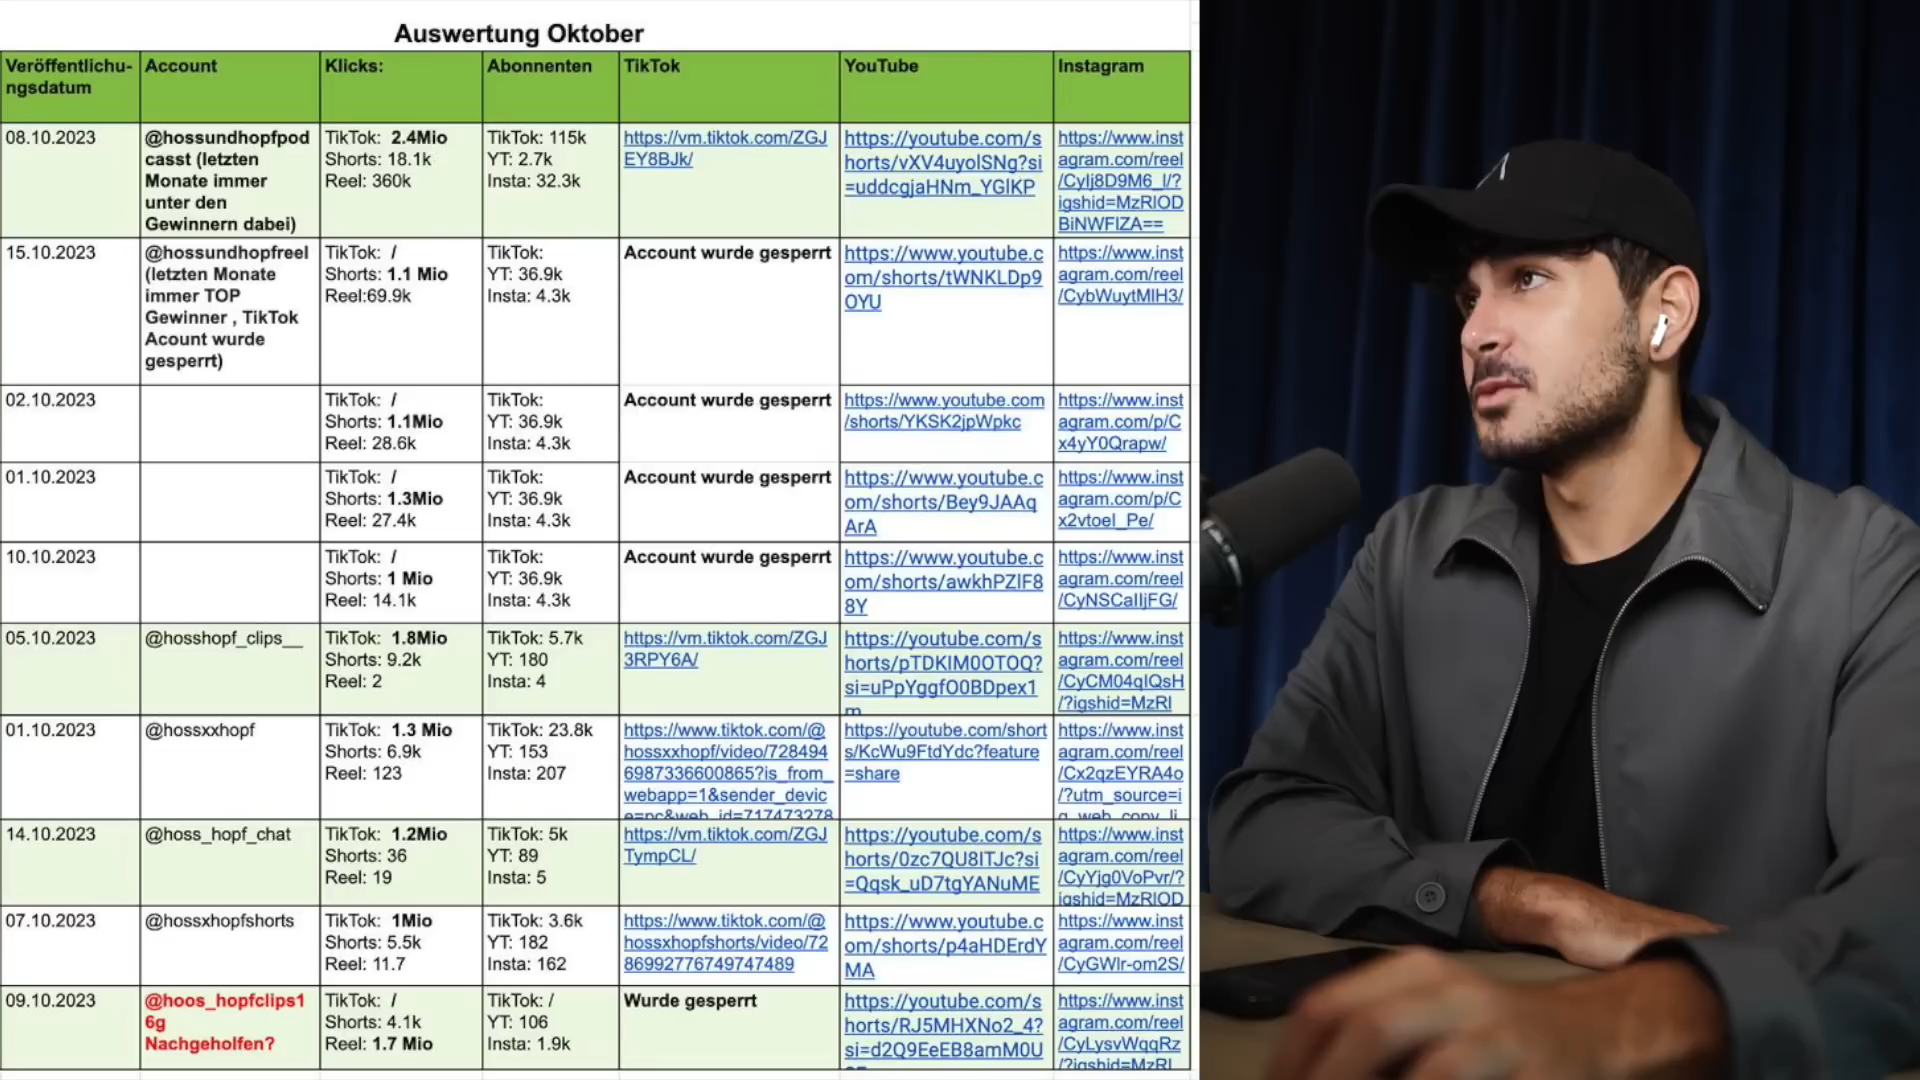 Auswertung Oktober
Veröffentlichu-
ngsdatum
Account
Klicks:
Abonnenten
TikTok
YouTube
Instagram
08.10.2023
@hossundhopfpod
casst (letzten
Monate immer
unter den
Gewinnern dabei)
TikTok: 2.4Mio
Shorts: 18.1k
Reel: 360k
TikTok: 115k
YT: 2.7k
Insta: 32.3k
https://vm.tiktok.com/ZGJ
EY8BJk/
https://youtube.com/s
horts/vXV4uyolSNg?si
=uddcgjaHNm_YGlKP
https://www.inst
agram.com/reel
/Cylj8D9M6_l/?
igshid=MzRlOD
BiNWFlZA==
15.10.2023
@hossundhopfreel
(letzten Monate
immer TOP
Gewinner , TikTok
Acount wurde
gesperrt)
TikTok: /
Shorts: 1.1 Mio
Reel:69.9k
TikTok:
YT: 36.9k
Insta: 4.3k
Account wurde gesperrt
https://www.youtube.c
om/shorts/tWNKLDp9
OYU
https://www.inst
agram.com/reel
/CybWuytMlH3/
02.10.2023
TikTok: /
Shorts: 1.1Mio
Reel: 28.6k
TikTok:
YT: 36.9k
Insta: 4.3k
Account wurde gesperrt
https://www.youtube.com
/shorts/YKSK2jpWpkc
https://www.inst
agram.com/p/C
x4yY0Qrapw/
01.10.2023
TikTok: /
Shorts: 1.3Mio
Reel: 27.4k
TikTok:
YT: 36.9k
Insta: 4.3k
Account wurde gesperrt
https://www.youtube.c
om/shorts/Bey9JAAq
ArA
https://www.inst
agram.com/p/C
x2vtoel_Pe/
10.10.2023
TikTok: /
Shorts: 1 Mio
Reel: 14.1k
TikTok:
YT: 36.9k
Insta: 4.3k
Account wurde gesperrt
https://www.youtube.c
om/shorts/awkhPZlF8
8Y
https://www.inst
agram.com/reel
/CyNSCaIljFG/
05.10.2023
@hosshopf_clips__
TikTok: 1.8Mio
Shorts: 9.2k
Reel: 2
TikTok: 5.7k
YT: 180
Insta: 4
https://vm.tiktok.com/ZGJ
3RPY6A/
https://youtube.com/s
horts/pTDKIM0OTOQ?
si=uPpYggfO0BDpex1
m
https://www.inst
agram.com/reel
/CyCM04qIQsH
/?igshid=MzRl
01.10.2023
@hossxxhopf
TikTok: 1.3 Mio
Shorts: 6.9k
Reel: 123
TikTok: 23.8k
YT: 153
Insta: 207
https://www.tiktok.com/@
hossxxhopf/video/728494
6987336600865?is_from_
webapp=1&sender_devic
e=pc&web_id=717473278
https://youtube.com/short
s/KcWu9FtdYdc?feature
=share
https://www.inst
agram.com/reel
/Cx2qzEYRA4o
/?utm_source=i
g_web_copy_li
14.10.2023
@hoss_hopf_chat
TikTok: 1.2Mio
Shorts: 36
Reel: 19
TikTok: 5k
YT: 89
Insta: 5
https://vm.tiktok.com/ZGJ
TympCL/
https://youtube.com/s
horts/0zc7QU8ITJc?si
=Qqsk_uD7tgYANuME
https://www.inst
agram.com/reel
/CyYjg0VoPvr/?
igshid=MzRlOD
07.10.2023
@hossxhopfshorts
TikTok: 1Mio
Shorts: 5.5k
Reel: 11.7
TikTok: 3.6k
YT: 182
Insta: 162
https://www.tiktok.com/@
hossxhopfshorts/video/72
86992776749747489
https://www.youtube.c
om/shorts/p4aHDErdY
MA
https://www.inst
agram.com/reel
/CyGWlr-om2S/
09.10.2023
@hoos_hopfclips1
6g
Nachgeholfen?
TikTok: /
Shorts: 4.1k
Reel: 1.7 Mio
TikTok: /
YT: 106
Insta: 1.9k
Wurde gesperrt
https://youtube.com/s
horts/RJ5MHXNo2_4?
si=d2Q9EeEB8amM0U
https://www.inst
agram.com/reel
/CyLysvWqqRz
/?igshid=MzRl